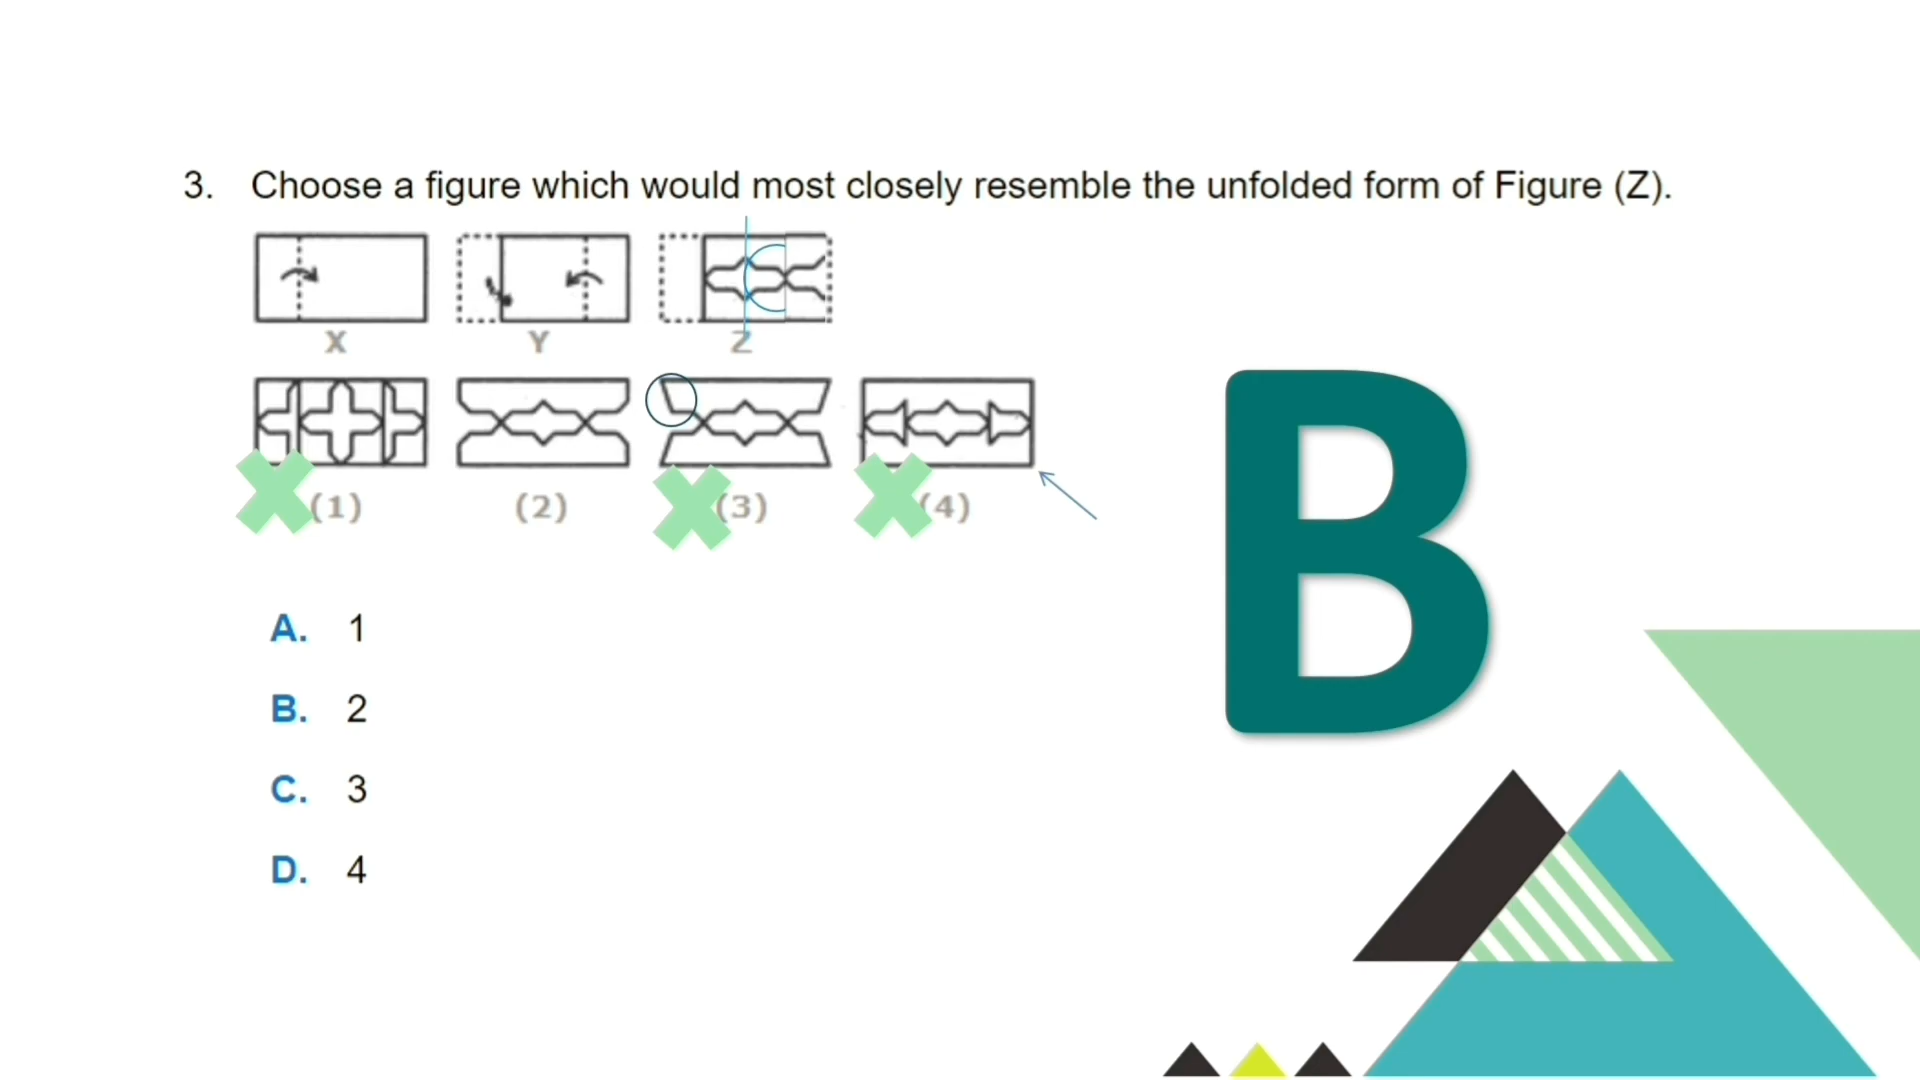 3. Choose a figure which would most closely resemble the unfolded form of Figure (Z).
X Y Z
(1) (2) (3) (4)
A. 1
B. 2
C. 3
D. 4
B